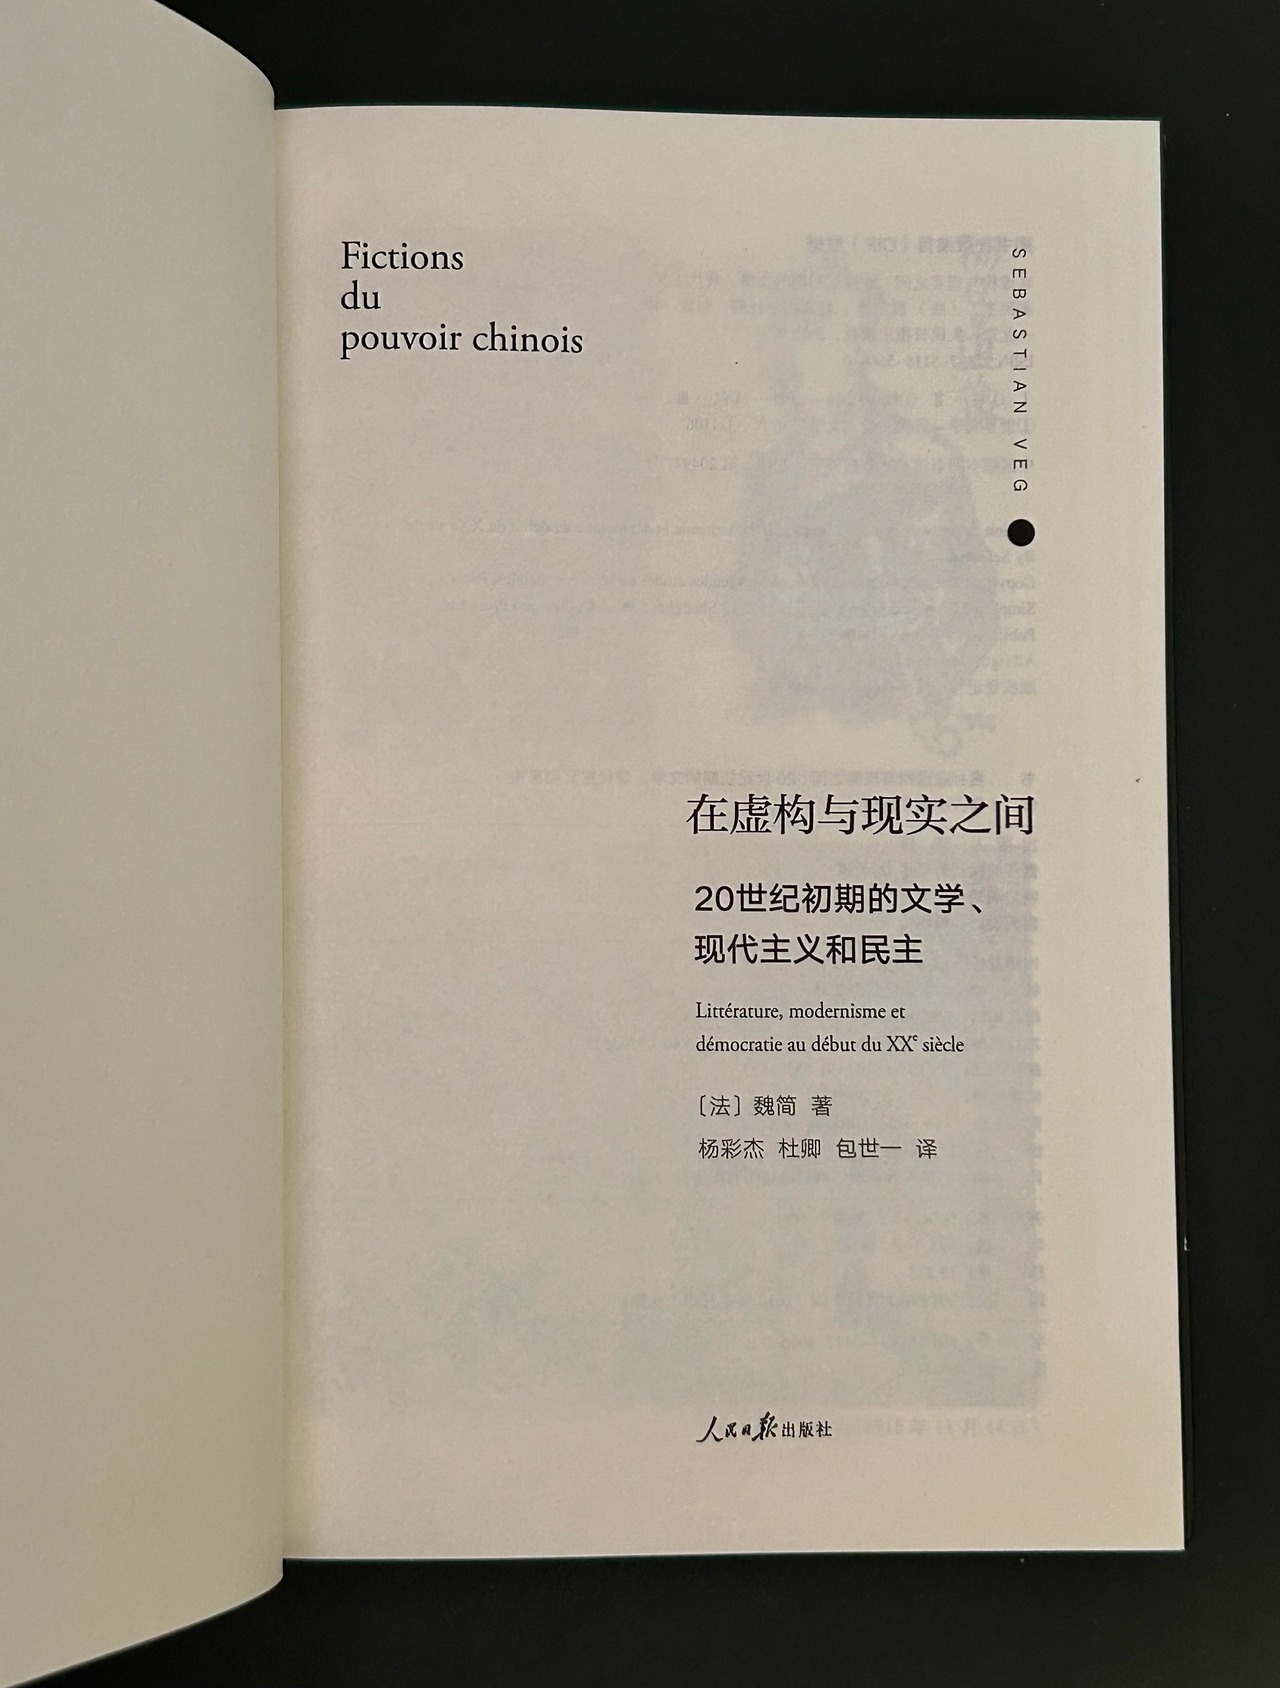 Fictions
du
pouvoir chinois
SEBASTIAN VEG
在虚构与现实之间
20世纪初期的文学、
现代主义和民主
Littérature, modernisme et
démocratie au début du XXe siècle
〔法〕魏简 著
杨彩杰 杜卿 包世一 译
人民日报出版社